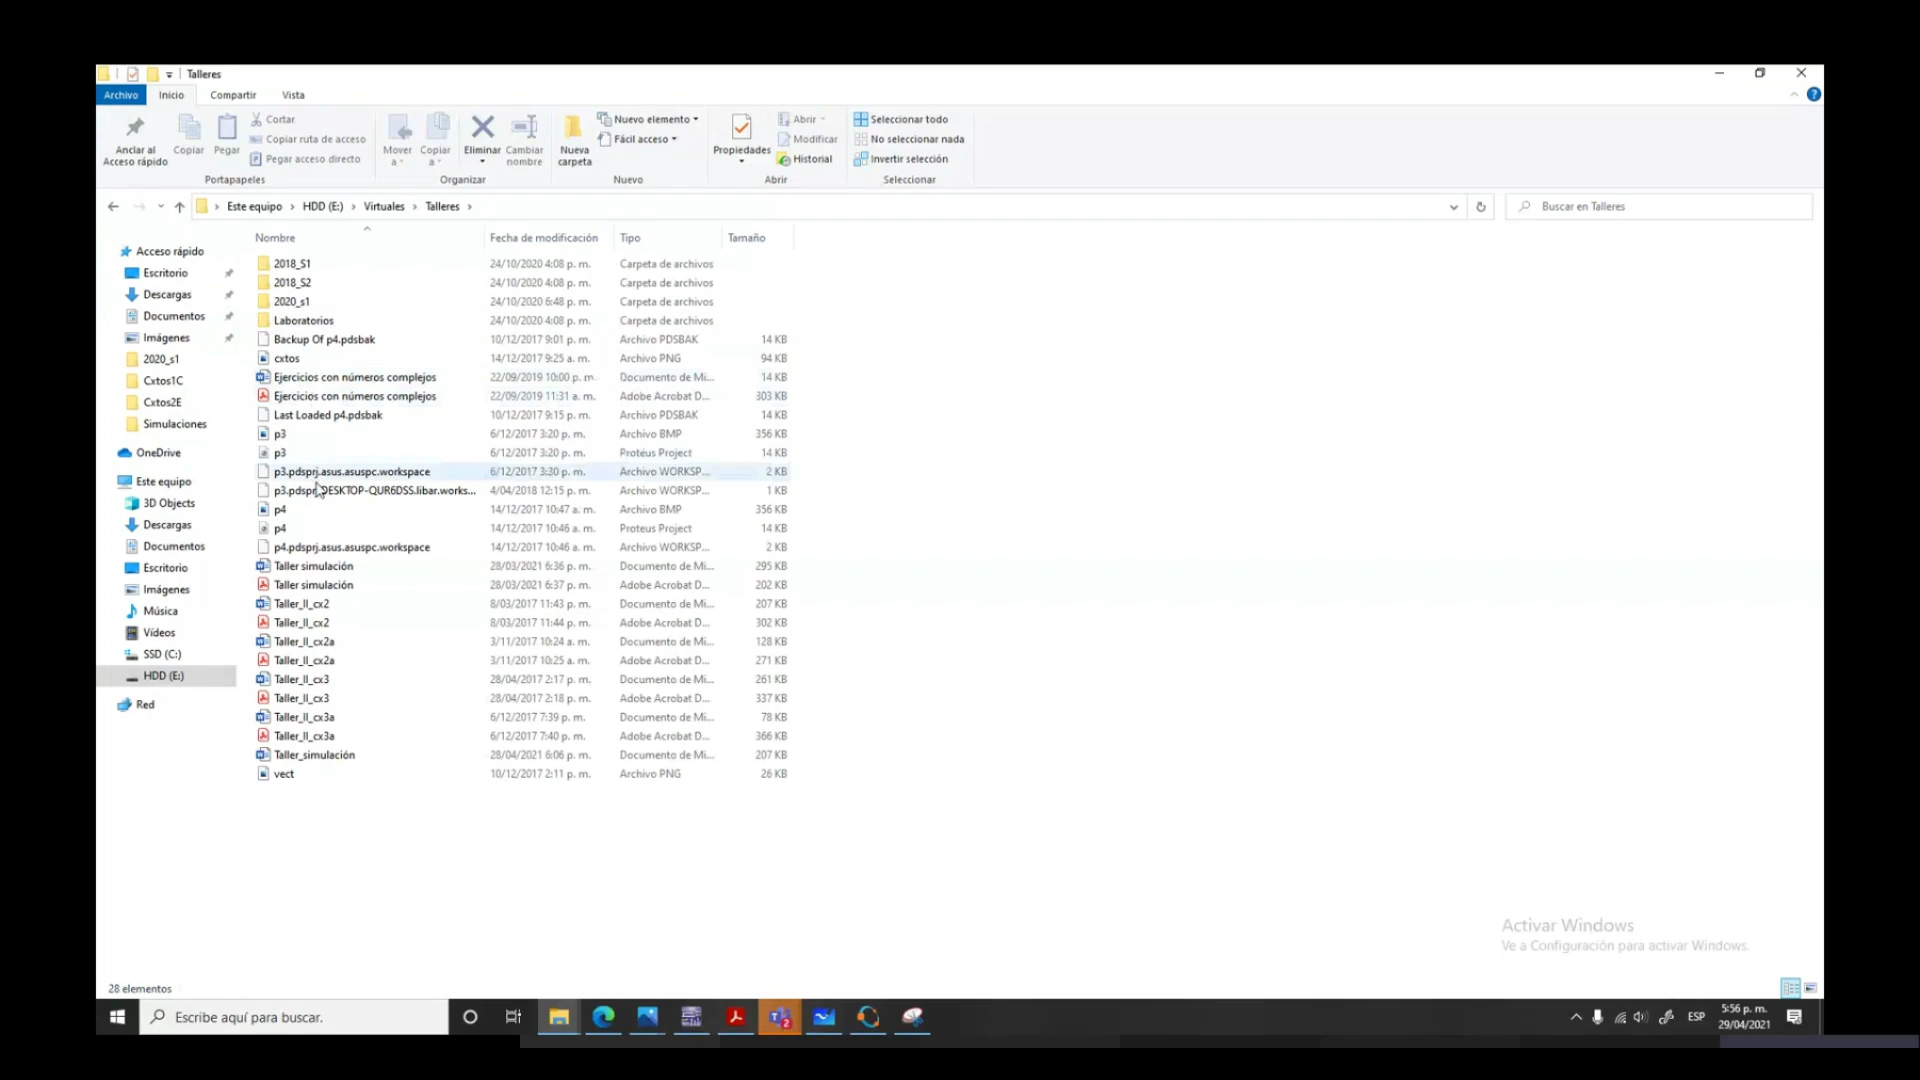 Talleres
Archivo Inicio Compartir Vista
Anclar al Acceso rápido
Copiar
Pegar
Cortar
Copiar ruta de acceso
Pegar acceso directo
Portapapeles
Mover a
Copiar a
Eliminar
Cambiar nombre
Organizar
Nueva carpeta
Nuevo elemento
Fácil acceso
Nuevo
Propiedades
Abrir
Modificar
Historial
Abrir
Seleccionar todo
No seleccionar nada
Invertir selección
Seleccionar
Este equipo > HDD (E:) > Virtuales > Talleres >
Buscar en Talleres
Acceso rápido
Escritorio
Descargas
Documentos
Imágenes
2020_s1
Cxtos1C
Cxtos2E
Simulaciones
OneDrive
Este equipo
3D Objects
Descargas
Documentos
Escritorio
Imágenes
Música
Vídeos
SSD (C:)
HDD (E:)
Red
Nombre Fecha de modificación Tipo Tamaño
2018_S1 24/10/2020 4:08 p. m. Carpeta de archivos
2018_S2 24/10/2020 4:08 p. m. Carpeta de archivos
2020_s1 24/10/2020 6:48 p. m. Carpeta de archivos
Laboratorios 24/10/2020 4:08 p. m. Carpeta de archivos
Backup Of p4.pdsbak 10/12/2017 9:01 p. m. Archivo PDSBAK 14 KB
cxtos 14/12/2017 9:25 a. m. Archivo PNG 94 KB
Ejercicios con números complejos 22/09/2019 10:00 p. m. Documento de Mi... 14 KB
Ejercicios con números complejos 22/09/2019 11:31 a. m. Adobe Acrobat D... 303 KB
Last Loaded p4.pdsbak 10/12/2017 9:15 p. m. Archivo PDSBAK 14 KB
p3 6/12/2017 3:20 p. m. Archivo BMP 356 KB
p3 6/12/2017 3:20 p. m. Proteus Project 14 KB
p3.pdsprj.asus.asuspc.workspace 6/12/2017 3:30 p. m. Archivo WORKSP... 2 KB
p3.pdsprj.DESKTOP-QUR6DSS.libar.works... 4/04/2018 12:15 p. m. Archivo WORKSP... 1 KB
p4 14/12/2017 10:47 a. m. Archivo BMP 356 KB
p4 14/12/2017 10:46 a. m. Proteus Project 14 KB
p4.pdsprj.asus.asuspc.workspace 14/12/2017 10:46 a. m. Archivo WORKSP... 2 KB
Taller simulación 28/03/2021 6:36 p. m. Documento de Mi... 295 KB
Taller simulación 28/03/2021 6:37 p. m. Adobe Acrobat D... 202 KB
Taller_II_cx2 8/03/2017 11:43 p. m. Documento de Mi... 207 KB
Taller_II_cx2 8/03/2017 11:44 p. m. Adobe Acrobat D... 302 KB
Taller_II_cx2a 3/11/2017 10:24 a. m. Documento de Mi... 128 KB
Taller_II_cx2a 3/11/2017 10:25 a. m. Adobe Acrobat D... 271 KB
Taller_II_cx3 28/04/2017 2:17 p. m. Documento de Mi... 261 KB
Taller_II_cx3 28/04/2017 2:18 p. m. Adobe Acrobat D... 337 KB
Taller_II_cx3a 6/12/2017 7:39 p. m. Documento de Mi... 78 KB
Taller_II_cx3a 6/12/2017 7:40 p. m. Adobe Acrobat D... 366 KB
Taller_simulación 28/04/2021 6:06 p. m. Documento de Mi... 207 KB
vect 10/12/2017 2:11 p. m. Archivo PNG 26 KB
Activar Windows
Ve a Configuración para activar Windows.
28 elementos
Escribe aquí para buscar.
ESP
5:56 p. m.
29/04/2021